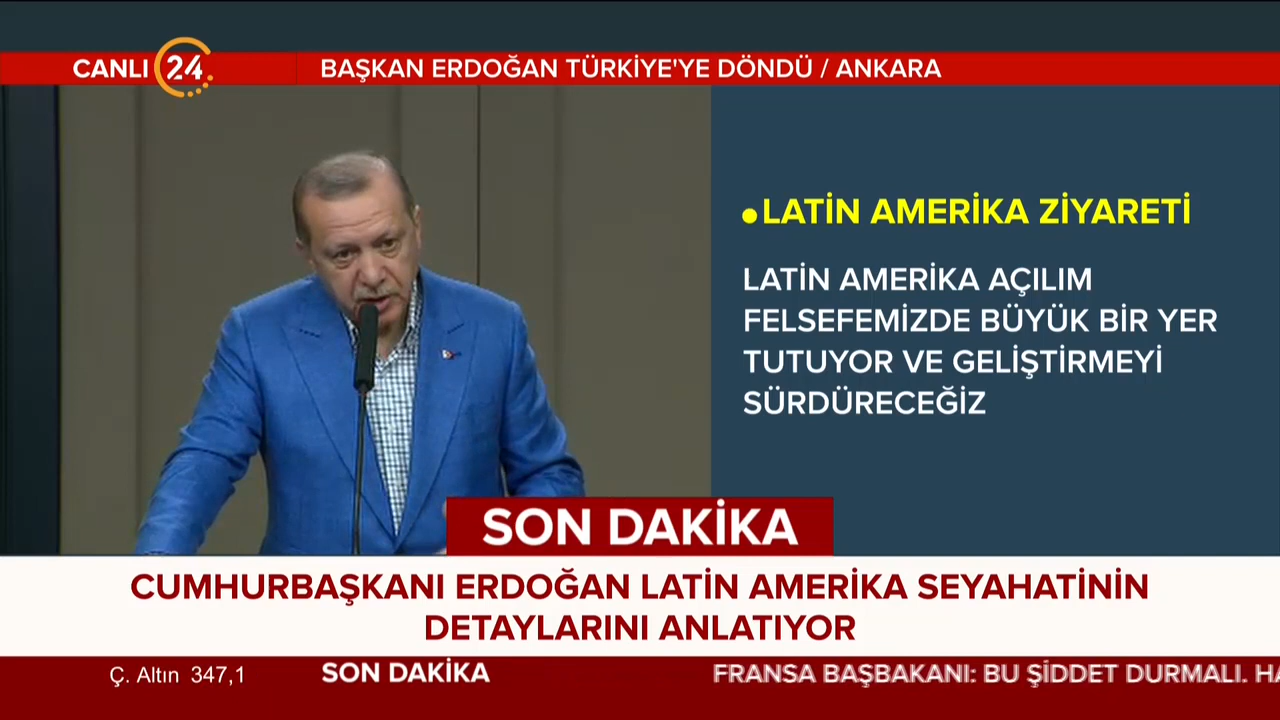 CANLI 24 BAŞKAN ERDOĞAN TÜRKİYE'YE DÖNDÜ / ANKARA
●LATİN AMERİKA ZİYARETİ
LATİN AMERİKA AÇILIM
FELSEFEMİZDE BÜYÜK BİR YER
TUTUYOR VE GELİŞTİRMEYİ
SÜRDÜRECEĞİZ
SON DAKİKA
CUMHURBAŞKANI ERDOĞAN LATİN AMERİKA SEYAHATİNİN
DETAYLARINI ANLATIYOR
Ç. Altın 347,1 SON DAKİKA FRANSA BAŞBAKANI: BU ŞİDDET DURMALI.